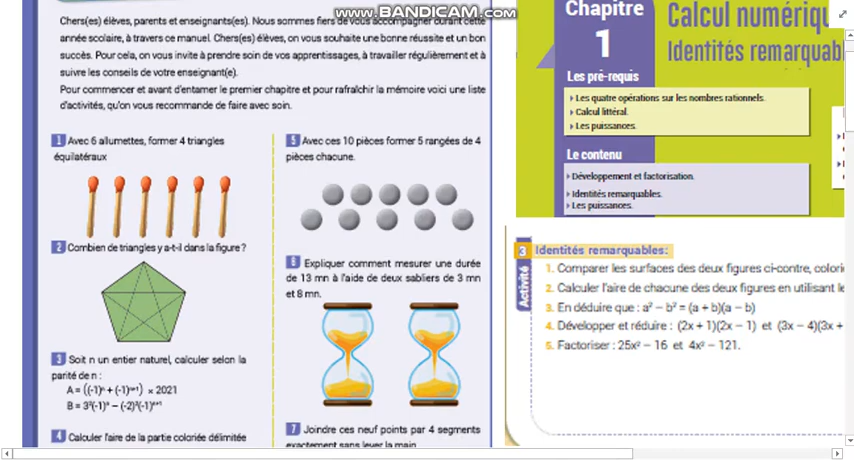 www.BANDICAM.com
Chers(es) élèves, parents et enseignants(es). Nous sommes fiers de vous accompagner durant cette
année scolaire, à travers ce manuel. Chers(es) élèves, on vous souhaite une bonne réussite et un bon
succès. Pour cela, on vous invite à prendre soin de vos apprentissages, à travailler régulièrement et à
suivre les conseils de votre enseignant(e).
Pour commencer et avant d'entamer le premier chapitre et pour rafraîchir la mémoire voici une liste
d'activités, qu'on vous recommande de faire avec soin.
1 Avec 6 allumettes, former 4 triangles
équilatéraux
2 Combien de triangles y a-t-il dans la figure ?
3 Soit n un entier naturel, calculer selon la
parité de n :
A = ((-1)ⁿ + (-1)ⁿ⁺¹) × 2021
B = 3²(-1)ⁿ – (-2)³(-1)ⁿ⁺¹
4 Calculer l'aire de la partie coloriée délimitée
5 Avec ces 10 pièces former 5 rangées de 4
pièces chacune.
6 Expliquer comment mesurer une durée
de 13 mn à l'aide de deux sabliers de 3 mn
et 8 mn.
7 Joindre ces neuf points par 4 segments
exactement sans lever la main
Chapitre
1
Calcul numériqu
Identités remarquab
Les pré-requis
Les quatre opérations sur les nombres rationnels.
Calcul littéral.
Les puissances.
Le contenu
Développement et factorisation.
Identités remarquables.
Les puissances.
Activité
3 Identités remarquables:
1. Comparer les surfaces des deux figures ci-contre, colorié
2. Calculer l'aire de chacune des deux figures en utilisant le
3. En déduire que : a² – b² = (a + b)(a – b)
4. Développer et réduire : (2x + 1)(2x – 1) et (3x – 4)(3x +
5. Factoriser : 25x² – 16 et 4x² – 121.